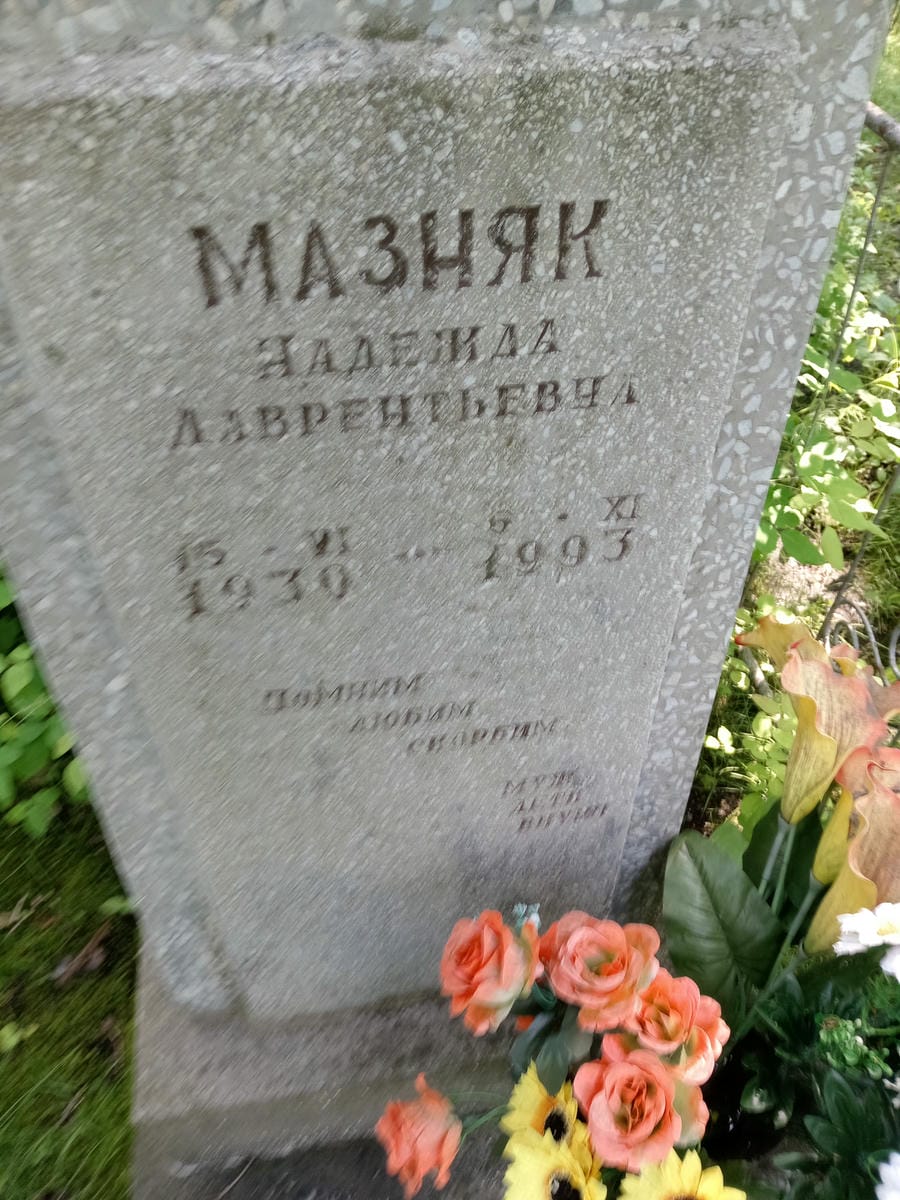 МАЗНЯК
НАДЕЖДА
ЛАВРЕНТЬЕВНА
15 - VI — 6 - XI
1930 1993
Помним
любим
скорбим
МУЖ,
ДЕТИ
ВНУКИ